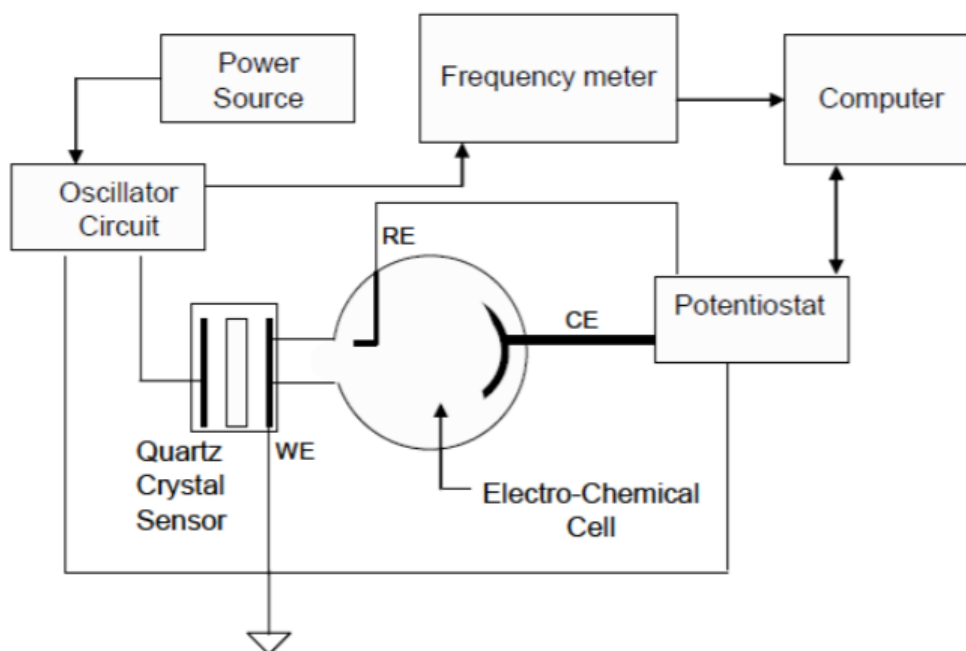 Power
Source
Frequency meter
Computer
Oscillator
Circuit
RE
CE
Potentiostat
Quartz
Crystal
Sensor
WE
Electro-Chemical
Cell